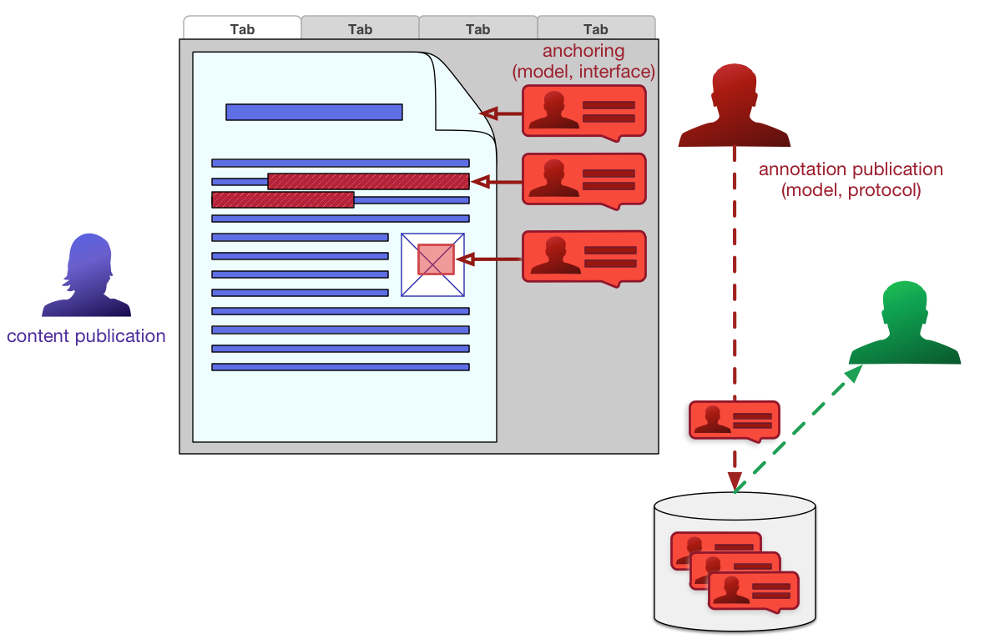 Tab
Tab
Tab
Tab
anchoring
(model, interface)
annotation publication
(model, protocol)
content publication